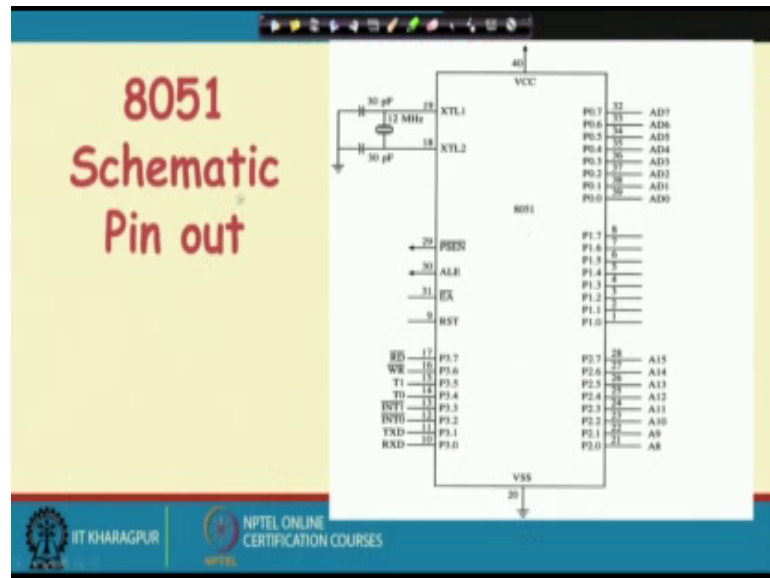 8051
Schematic
Pin out
40
VCC
30 pF
19 XTL1
12 MHz
18 XTL2
30 pF
8051
29 PSEN
30 ALE
31 EA
9 RST
RD 17 P3.7
WR 16 P3.6
T1 15 P3.5
T0 14 P3.4
INT1 13 P3.3
INT0 12 P3.2
TXD 11 P3.1
RXD 10 P3.0
P0.7 32 AD7
P0.6 33 AD6
P0.5 34 AD5
P0.4 35 AD4
P0.3 36 AD3
P0.2 37 AD2
P0.1 38 AD1
P0.0 39 AD0
P1.7 8
P1.6 7
P1.5 6
P1.4 5
P1.3 4
P1.2 3
P1.1 2
P1.0 1
P2.7 28 A15
P2.6 27 A14
P2.5 26 A13
P2.4 25 A12
P2.3 24 A11
P2.2 23 A10
P2.1 22 A9
P2.0 21 A8
VSS
20
IIT KHARAGPUR
NPTEL
NPTEL ONLINE
CERTIFICATION COURSES